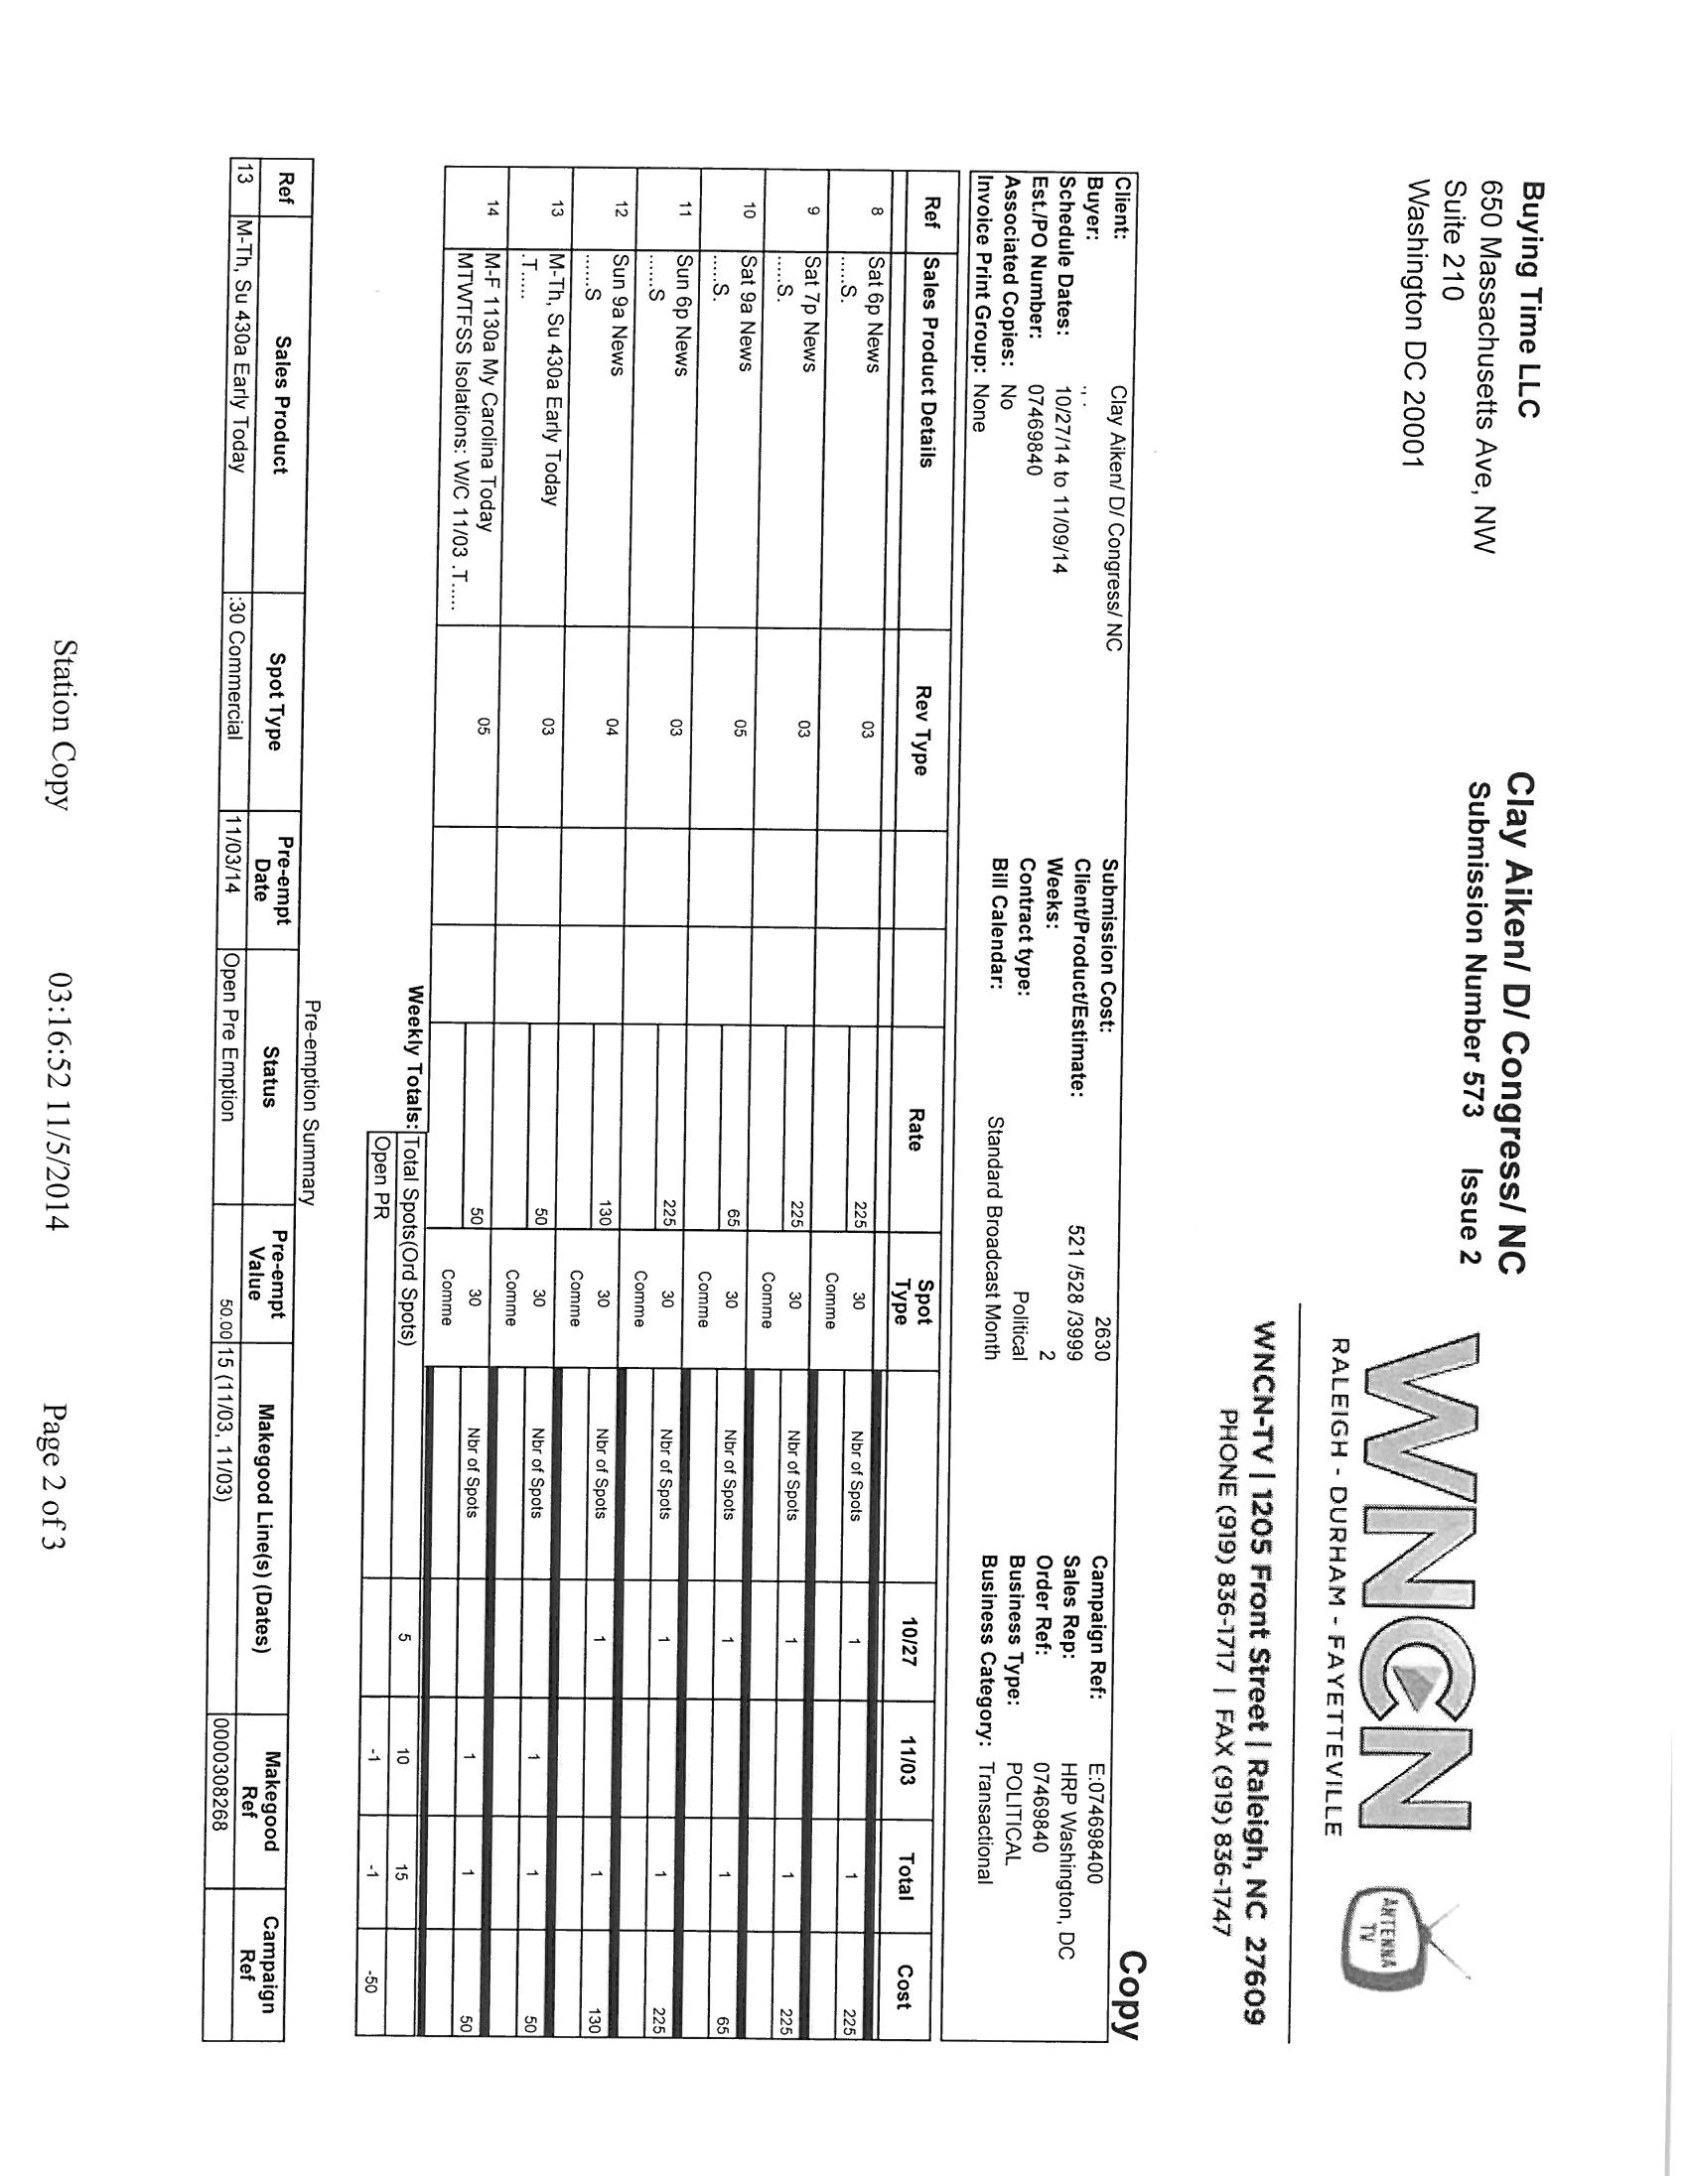 Buying Time LLC
650 Massachusetts Ave, NW
Suite 210
Washington DC 20001
Clay Aiken/ D/ Congress/ NC
Submission Number 573 Issue 2
WNCN
RALEIGH - DURHAM - FAYETTEVILLE
ANTENNA
TV
WNCN-TV | 1205 Front Street | Raleigh, NC 27609
PHONE (919) 836-1717 | FAX (919) 836-1747
Copy
Client: Clay Aiken/ D/ Congress/ NC Submission Cost: 2630 Campaign Ref: E:074698400
Buyer: ', ' Client/Product/Estimate: 521 /528 /3999 Sales Rep: HRP Washington, DC
Schedule Dates: 10/27/14 to 11/09/14 Weeks: 2 Order Ref: 07469840
Est./PO Number: 07469840 Contract type: Political Business Type: POLITICAL
Associated Copies: No Bill Calendar: Standard Broadcast Month Business Category: Transactional
Invoice Print Group: None
Ref Sales Product Details Rev Type Rate Spot Type 10/27 11/03 Total Cost
8 Sat 6p News 03 225 30 Nbr of Spots 1 1 225
.....S. Comme
9 Sat 7p News 03 225 30 Nbr of Spots 1 1 225
.....S. Comme
10 Sat 9a News 05 65 30 Nbr of Spots 1 1 65
.....S. Comme
11 Sun 6p News 03 225 30 Nbr of Spots 1 1 225
......S Comme
12 Sun 9a News 04 130 30 Nbr of Spots 1 1 130
......S Comme
13 M-Th, Su 430a Early Today 03 50 30 Nbr of Spots 1 1 50
.T..... Comme
14 M-F 1130a My Carolina Today 05 50 30 Nbr of Spots 1 1 50
MTWTFSS Isolations: W/C 11/03 .T..... Comme
Weekly Totals: Total Spots(Ord Spots) 5 10 15
Open PR -1 -1 -50
Pre-emption Summary
Ref Sales Product Spot Type Pre-empt Date Status Pre-empt Value Makegood Line(s) (Dates) Makegood Ref Campaign Ref
13 M-Th, Su 430a Early Today :30 Commercial 11/03/14 Open Pre Emption 50.00 15 (11/03, 11/03) 0000308268
Station Copy 03:16:52 11/5/2014 Page 2 of 3